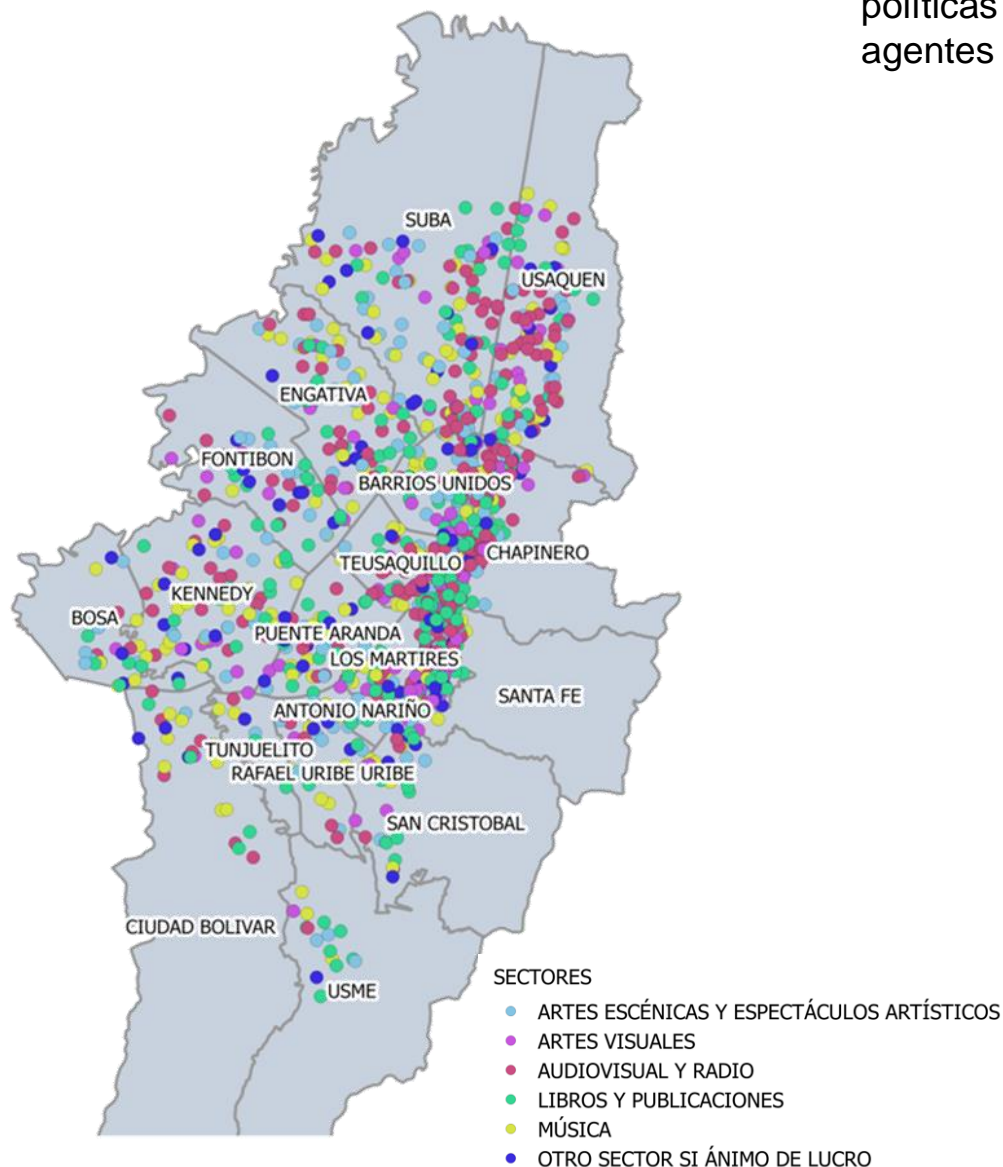 políticas
agentes
SUBA
USAQUEN
ENGATIVA
FONTIBON
BARRIOS UNIDOS
CHAPINERO
TEUSAQUILLO
KENNEDY
BOSA
PUENTE ARANDA
LOS MARTIRES
SANTA FE
ANTONIO NARIÑO
TUNJUELITO
RAFAEL URIBE URIBE
SAN CRISTOBAL
CIUDAD BOLIVAR
USME
SECTORES
ARTES ESCÉNICAS Y ESPECTÁCULOS ARTÍSTICOS
ARTES VISUALES
AUDIOVISUAL Y RADIO
LIBROS Y PUBLICACIONES
MÚSICA
OTRO SECTOR SI ÁNIMO DE LUCRO